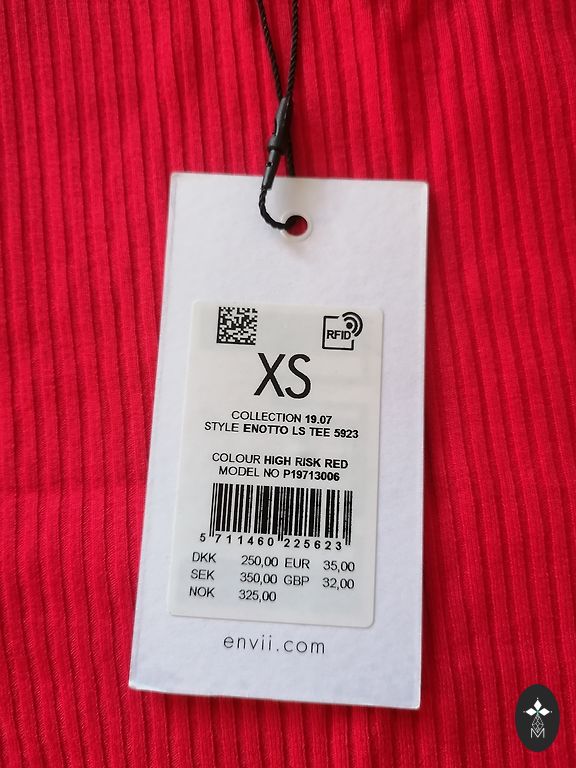 RFID
XS
COLLECTION 19.07
STYLE ENOTTO LS TEE 5923
COLOUR HIGH RISK RED
MODEL NO P19713006
5 711460 225623
DKK 250,00 EUR 35,00
SEK 350,00 GBP 32,00
NOK 325,00
envii.com
M